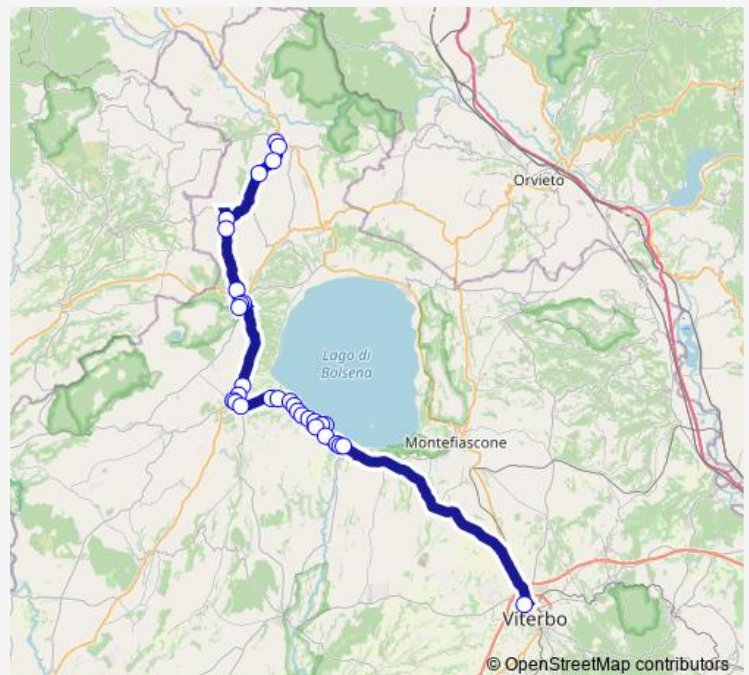 Orvieto
Lago di
Bolsena
Montefiascone
Viterbo
© OpenStreetMap contributors